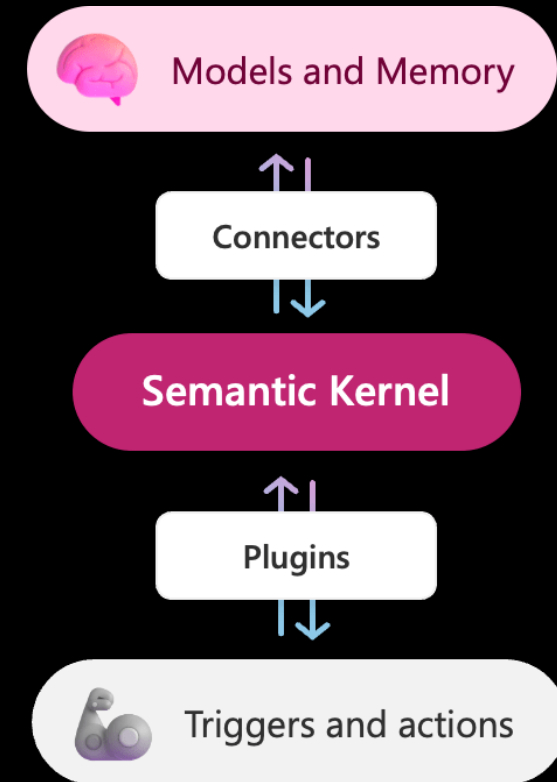 Models and Memory
Connectors
Semantic Kernel
Plugins
Triggers and actions